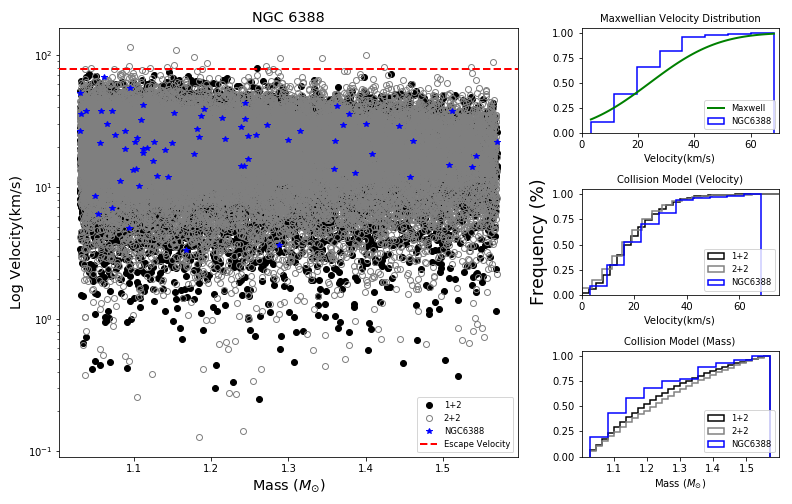 NGC 6388
Log Velocity(km/s)
10²
10¹
10⁰
10⁻¹
1.1 1.2 1.3 1.4 1.5
Mass (M⊙)
1+2
2+2
NGC6388
Escape Velocity
Frequency (%)
Maxwellian Velocity Distribution
1.00
0.75
0.50
0.25
0.00
Maxwell
NGC6388
0 20 40 60
Velocity(km/s)
Collision Model (Velocity)
1.00
0.75
0.50
0.25
0.00
1+2
2+2
NGC6388
0 20 40 60
Velocity(km/s)
Collision Model (Mass)
1.00
0.75
0.50
0.25
0.00
1+2
2+2
NGC6388
1.1 1.2 1.3 1.4 1.5
Mass (M⊙)